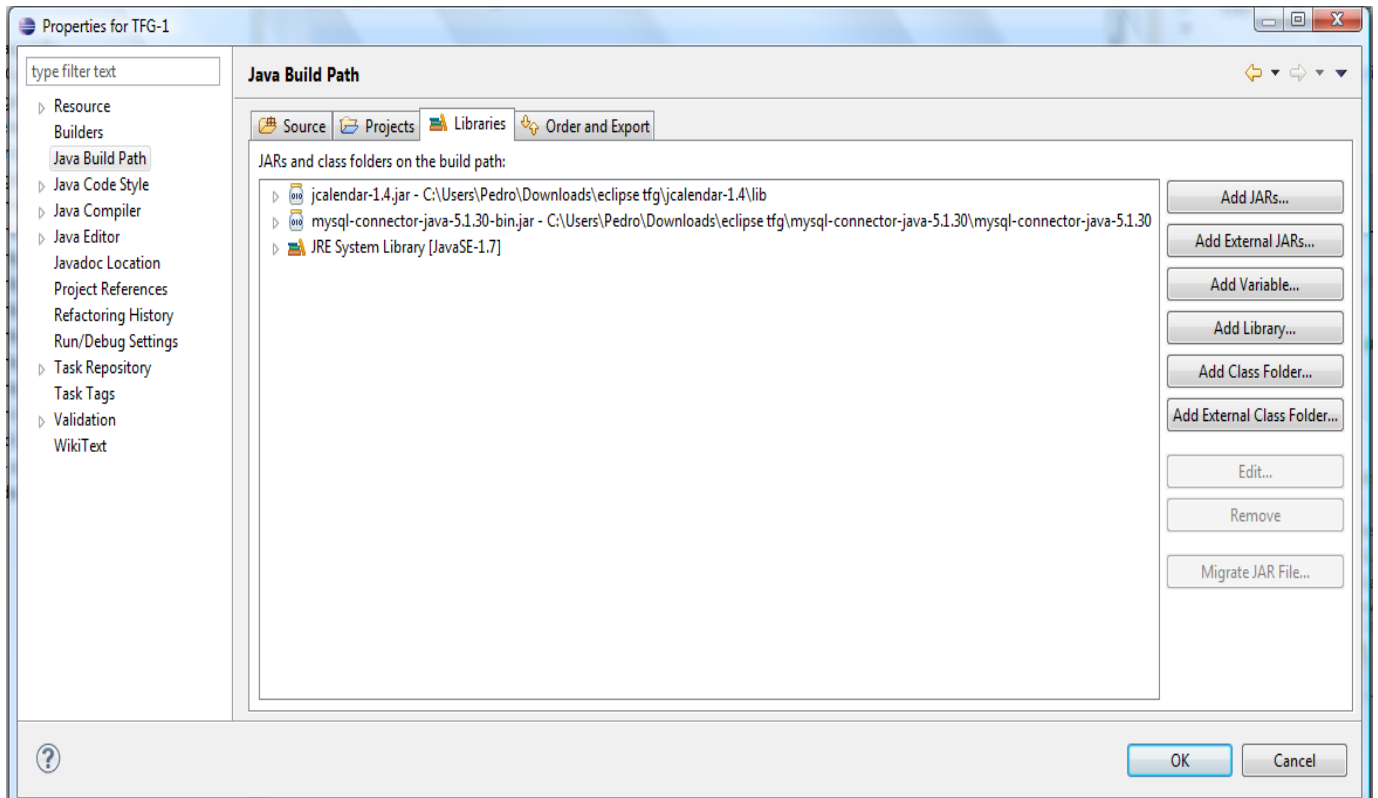 Properties for TFG-1
type filter text
Resource
Builders
Java Build Path
Java Code Style
Java Compiler
Java Editor
Javadoc Location
Project References
Refactoring History
Run/Debug Settings
Task Repository
Task Tags
Validation
WikiText
Java Build Path
Source Projects Libraries Order and Export
JARs and class folders on the build path:
jcalendar-1.4.jar - C:\Users\Pedro\Downloads\eclipse tfg\jcalendar-1.4\lib
mysql-connector-java-5.1.30-bin.jar - C:\Users\Pedro\Downloads\eclipse tfg\mysql-connector-java-5.1.30\mysql-connector-java-5.1.30
JRE System Library [JavaSE-1.7]
Add JARs...
Add External JARs...
Add Variable...
Add Library...
Add Class Folder...
Add External Class Folder...
Edit...
Remove
Migrate JAR File...
OK Cancel